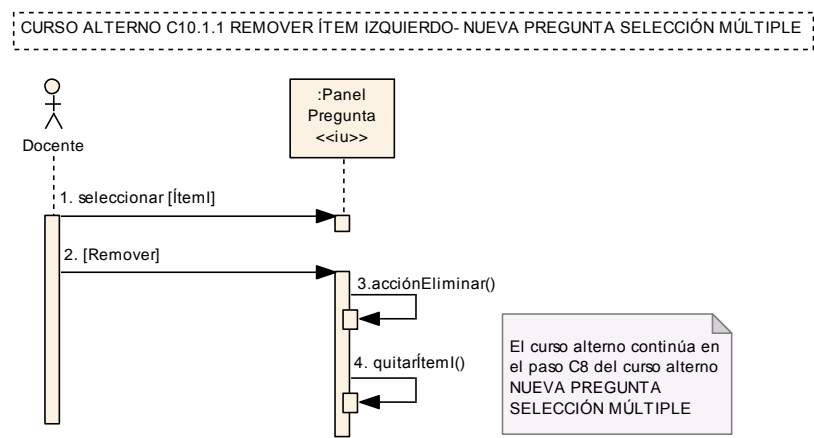 CURSO ALTERNO C10.1.1 REMOVER ÍTEM IZQUIERDO- NUEVA PREGUNTA SELECCIÓN MÚLTIPLE
:Panel
Pregunta
<<iu>>
Docente
1. seleccionar [ÍtemI]
2. [Remover]
3.acciónEliminar()
4. quitarÍtemI()
El curso alterno continúa en
el paso C8 del curso alterno
NUEVA PREGUNTA
SELECCIÓN MÚLTIPLE